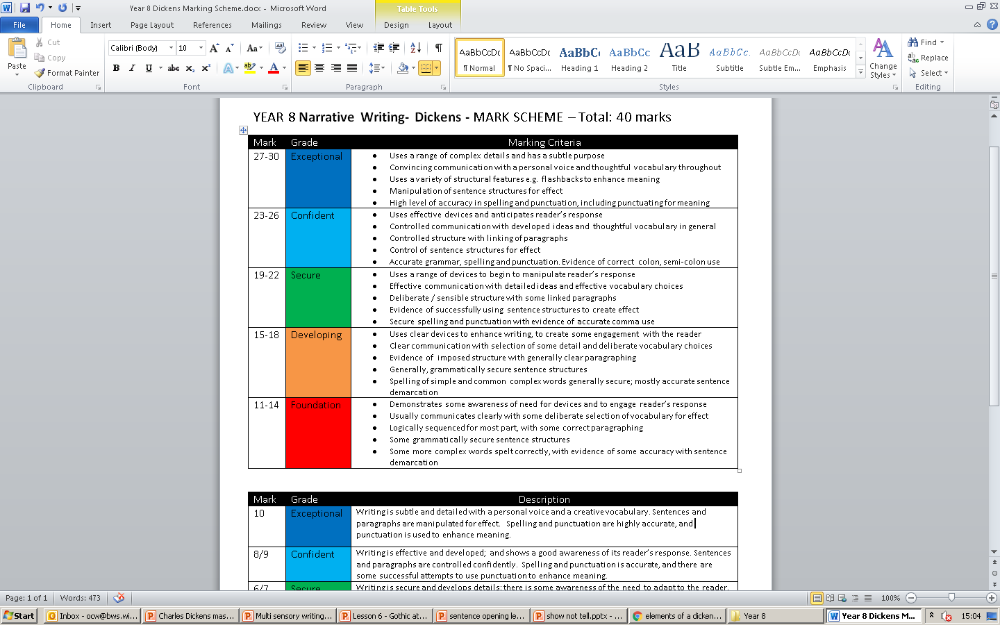 Year 8 Dickens Marking Scheme.docx - Microsoft Word
Table Tools
File Home Insert Page Layout References Mailings Review View Design Layout
Paste
Cut
Copy
Format Painter
Clipboard
Calibri (Body) 10
Font
Paragraph
AaBbCcDc AaBbCcDc AaBbCc AaBbCc AaB AaBbCc. AaBbCcDc AaBbCcDc
¶ Normal ¶ No Spaci... Heading 1 Heading 2 Title Subtitle Subtle Em... Emphasis
Change Styles
Styles
Find
Replace
Select
Editing
YEAR 8 Narrative Writing- Dickens - MARK SCHEME – Total: 40 marks
Mark Grade Marking Criteria
27-30 Exceptional
• Uses a range of complex details and has a subtle purpose
• Convincing communication with a personal voice and thoughtful vocabulary throughout
• Uses a variety of structural features e.g. flashbacks to enhance meaning
• Manipulation of sentence structures for effect
• High level of accuracy in spelling and punctuation, including punctuating for meaning
23-26 Confident
• Uses effective devices and anticipates reader's response
• Controlled communication with developed ideas and thoughtful vocabulary in general
• Controlled structure with linking of paragraphs
• Control of sentence structures for effect
• Accurate grammar, spelling and punctuation. Evidence of correct colon, semi-colon use
19-22 Secure
• Uses a range of devices to begin to manipulate reader's response
• Effective communication with detailed ideas and effective vocabulary choices
• Deliberate / sensible structure with some linked paragraphs
• Evidence of successfully using sentence structures to create effect
• Secure spelling and punctuation with evidence of accurate comma use
15-18 Developing
• Uses clear devices to enhance writing, to create some engagement with the reader
• Clear communication with selection of some detail and deliberate vocabulary choices
• Evidence of imposed structure with generally clear paragraphing
• Generally, grammatically secure sentence structures
• Spelling of simple and common complex words generally secure; mostly accurate sentence
demarcation
11-14 Foundation
• Demonstrates some awareness of need for devices and to engage reader's response
• Usually communicates clearly with some deliberate selection of vocabulary for effect
• Logically sequenced for most part, with some correct paragraphing
• Some grammatically secure sentence structures
• Some more complex words spelt correctly, with evidence of some accuracy with sentence
demarcation
Mark Grade Description
10 Exceptional
Writing is subtle and detailed with a personal voice and a creative vocabulary. Sentences and
paragraphs are manipulated for effect. Spelling and punctuation are highly accurate, and
punctuation is used to enhance meaning.
8/9 Confident
Writing is effective and developed; and shows a good awareness of its reader's response. Sentences
and paragraphs are controlled confidently. Spelling and punctuation is accurate, and there are
some successful attempts to use punctuation to enhance meaning.
6/7 Secure
Writing is secure and develops details; there is some awareness of the need to adapt to the reader.
Page: 1 of 1 Words: 473 100%
Start Inbox - ocw@bws.wi... Charles Dickens mas... Multi sensory writing... Lesson 6 - Gothic at... sentence opening le... show not tell.pptx - ... elements of a dicken... Year 8 Year 8 Dickens M... 15:04